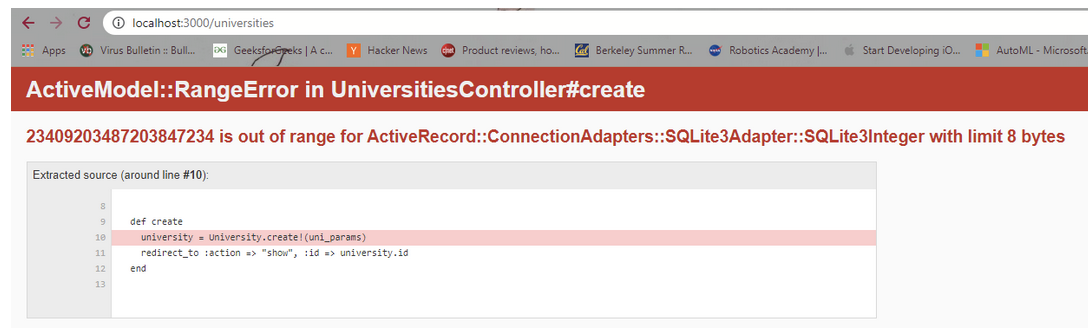 localhost:3000/universities
Apps Virus Bulletin :: Bull... GeeksforGeeks | A c... Hacker News Product reviews, ho... Berkeley Summer R... Robotics Academy |... Start Developing iO... AutoML - Microsoft
ActiveModel::RangeError in UniversitiesController#create
23409203487203847234 is out of range for ActiveRecord::ConnectionAdapters::SQLite3Adapter::SQLite3Integer with limit 8 bytes
Extracted source (around line #10):
8
9 def create
10 university = University.create!(uni_params)
11 redirect_to :action => "show", :id => university.id
12 end
13